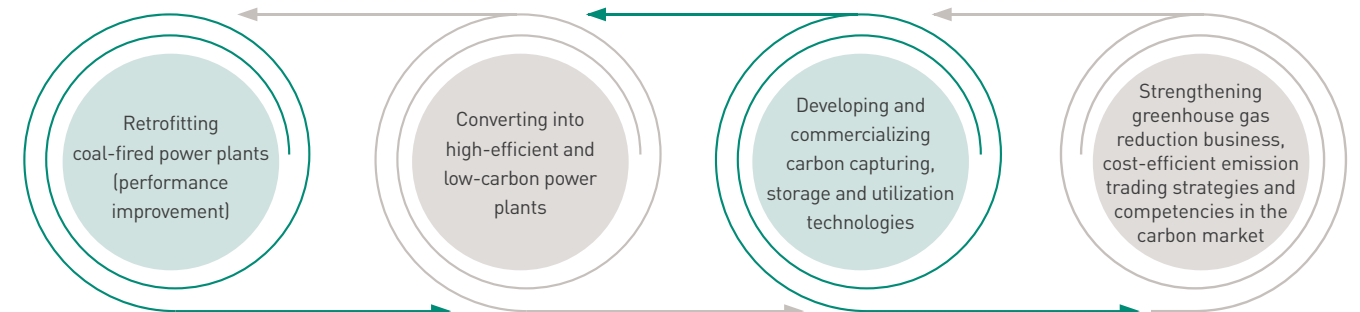 Retrofitting
coal-fired power plants
(performance
improvement)
Converting into
high-efficient and
low-carbon power
plants
Developing and
commercializing
carbon capturing,
storage and utilization
technologies
Strengthening
greenhouse gas
reduction business,
cost-efficient emission
trading strategies and
competencies in the
carbon market